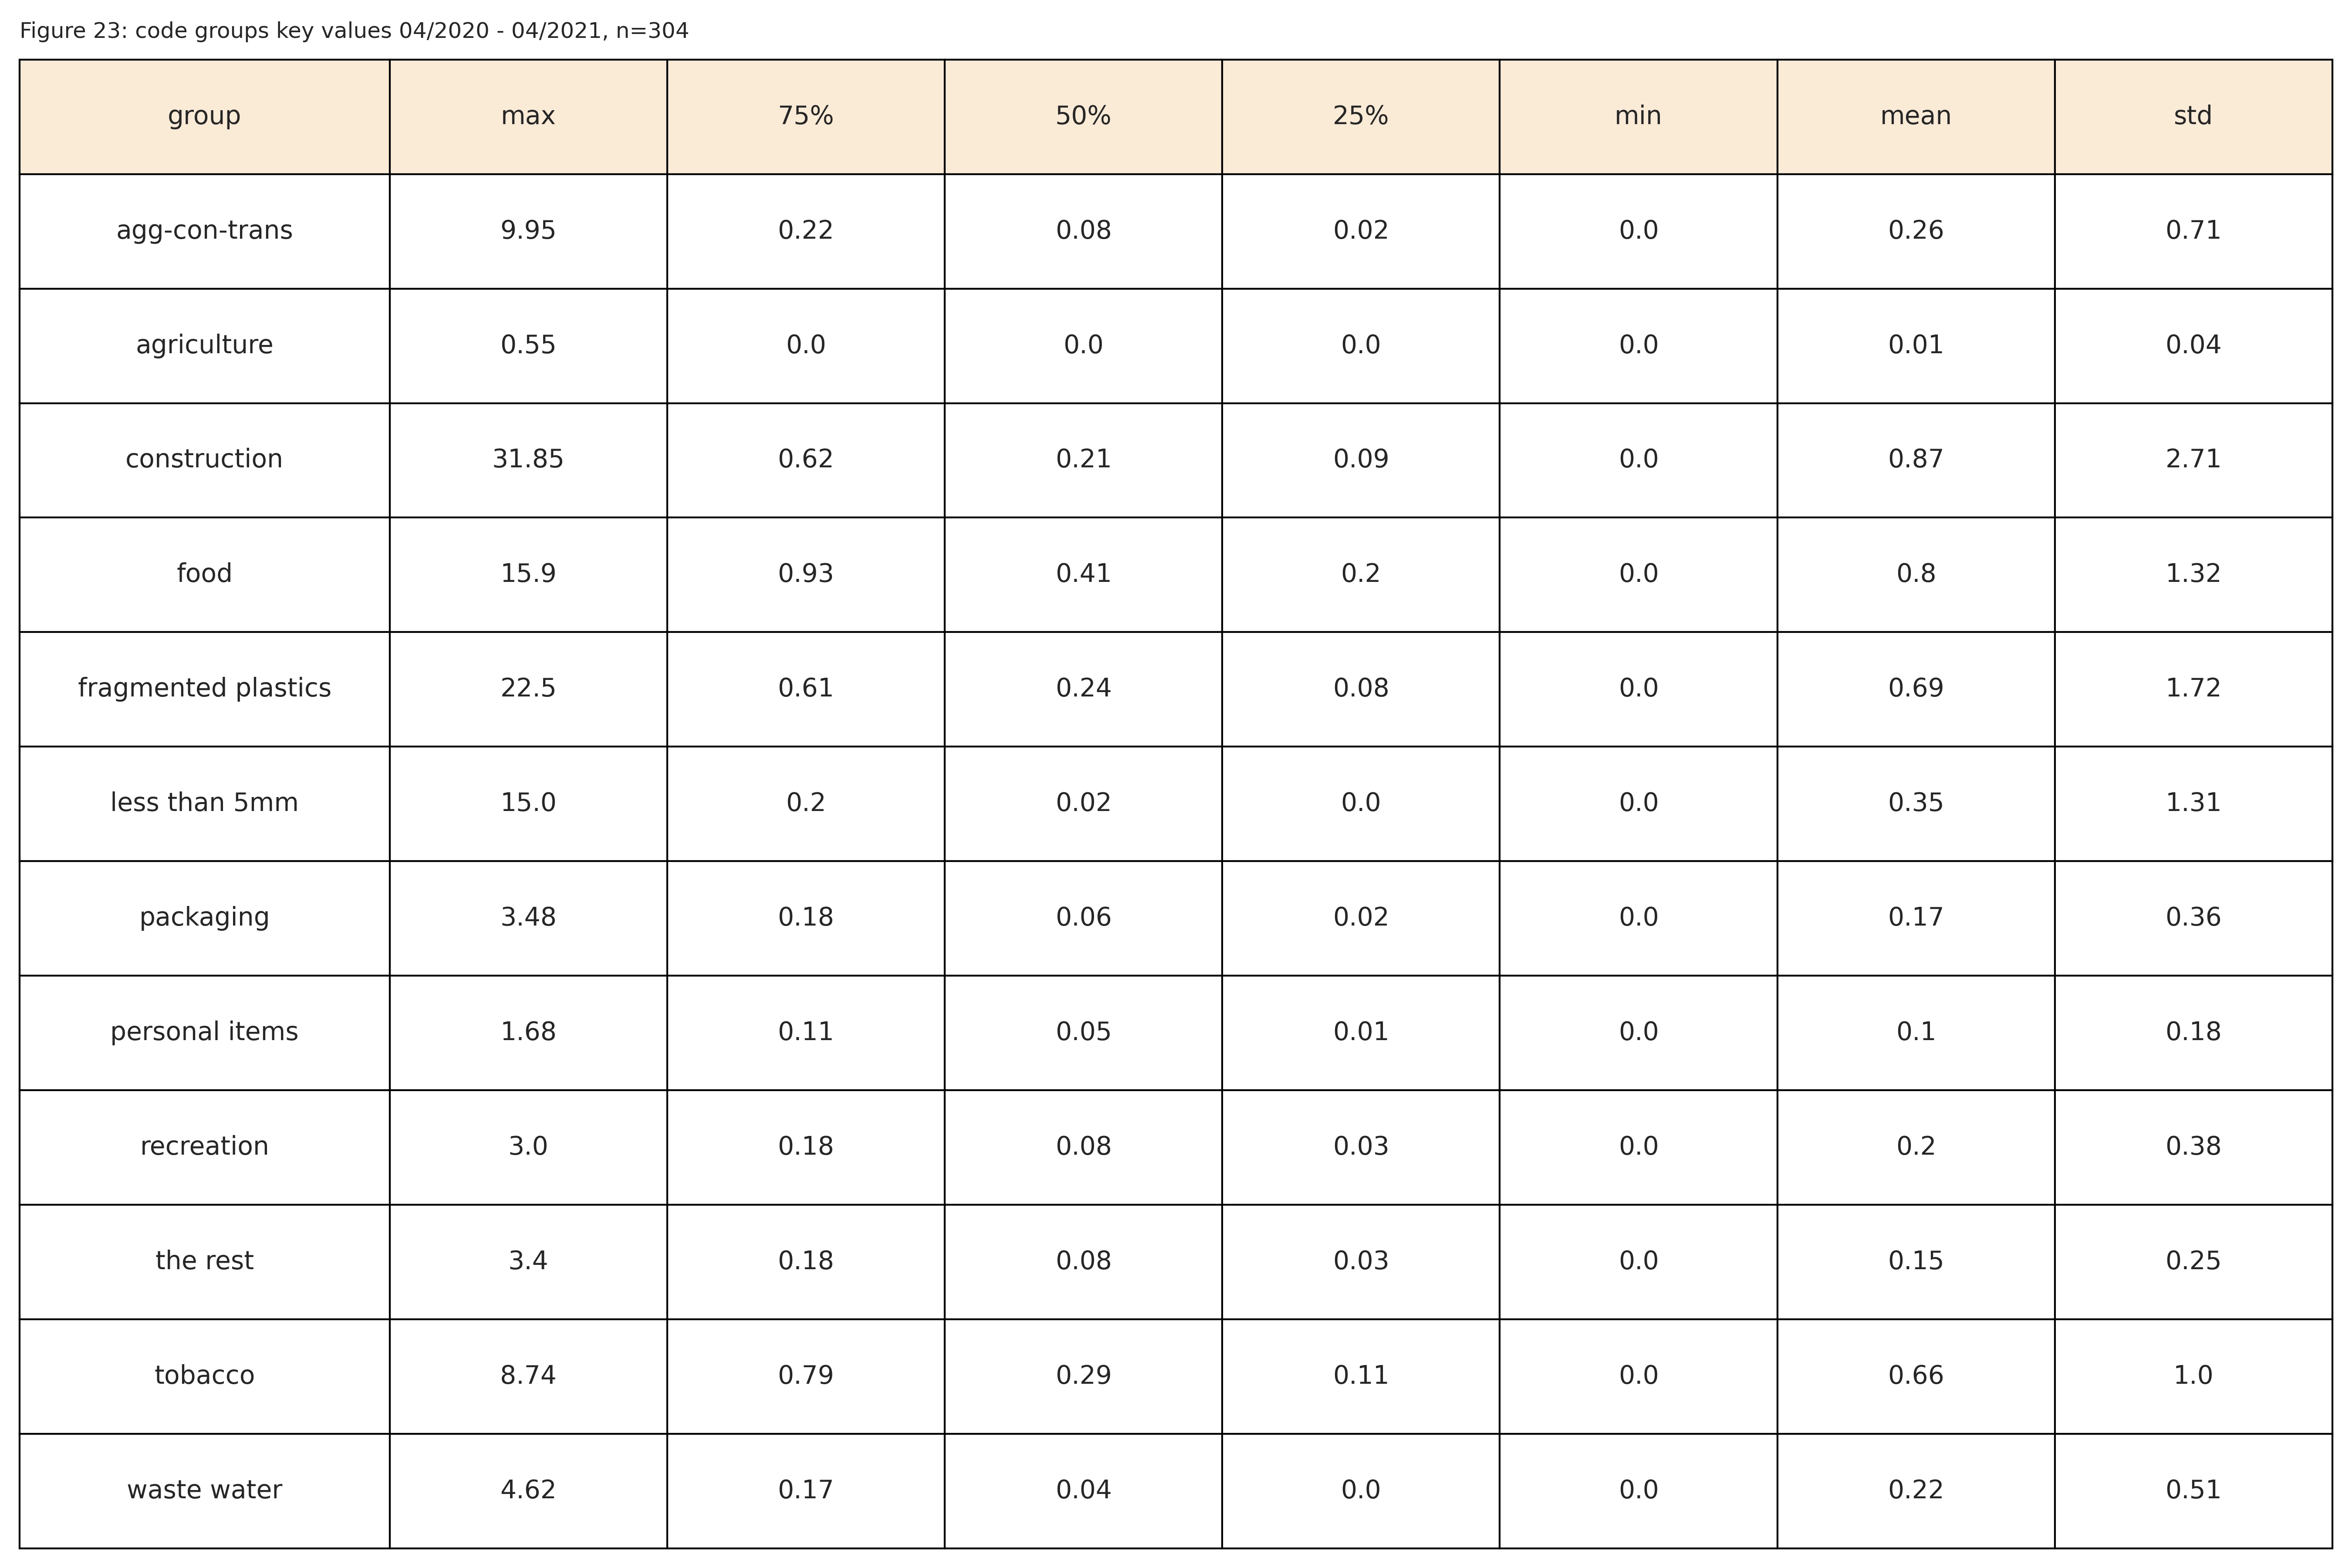 Figure 23: code groups key values 04/2020 - 04/2021, n=304
group max 75% 50% 25% min mean std
agg-con-trans 9.95 0.22 0.08 0.02 0.0 0.26 0.71
agriculture 0.55 0.0 0.0 0.0 0.0 0.01 0.04
construction 31.85 0.62 0.21 0.09 0.0 0.87 2.71
food 15.9 0.93 0.41 0.2 0.0 0.8 1.32
fragmented plastics 22.5 0.61 0.24 0.08 0.0 0.69 1.72
less than 5mm 15.0 0.2 0.02 0.0 0.0 0.35 1.31
packaging 3.48 0.18 0.06 0.02 0.0 0.17 0.36
personal items 1.68 0.11 0.05 0.01 0.0 0.1 0.18
recreation 3.0 0.18 0.08 0.03 0.0 0.2 0.38
the rest 3.4 0.18 0.08 0.03 0.0 0.15 0.25
tobacco 8.74 0.79 0.29 0.11 0.0 0.66 1.0
waste water 4.62 0.17 0.04 0.0 0.0 0.22 0.51